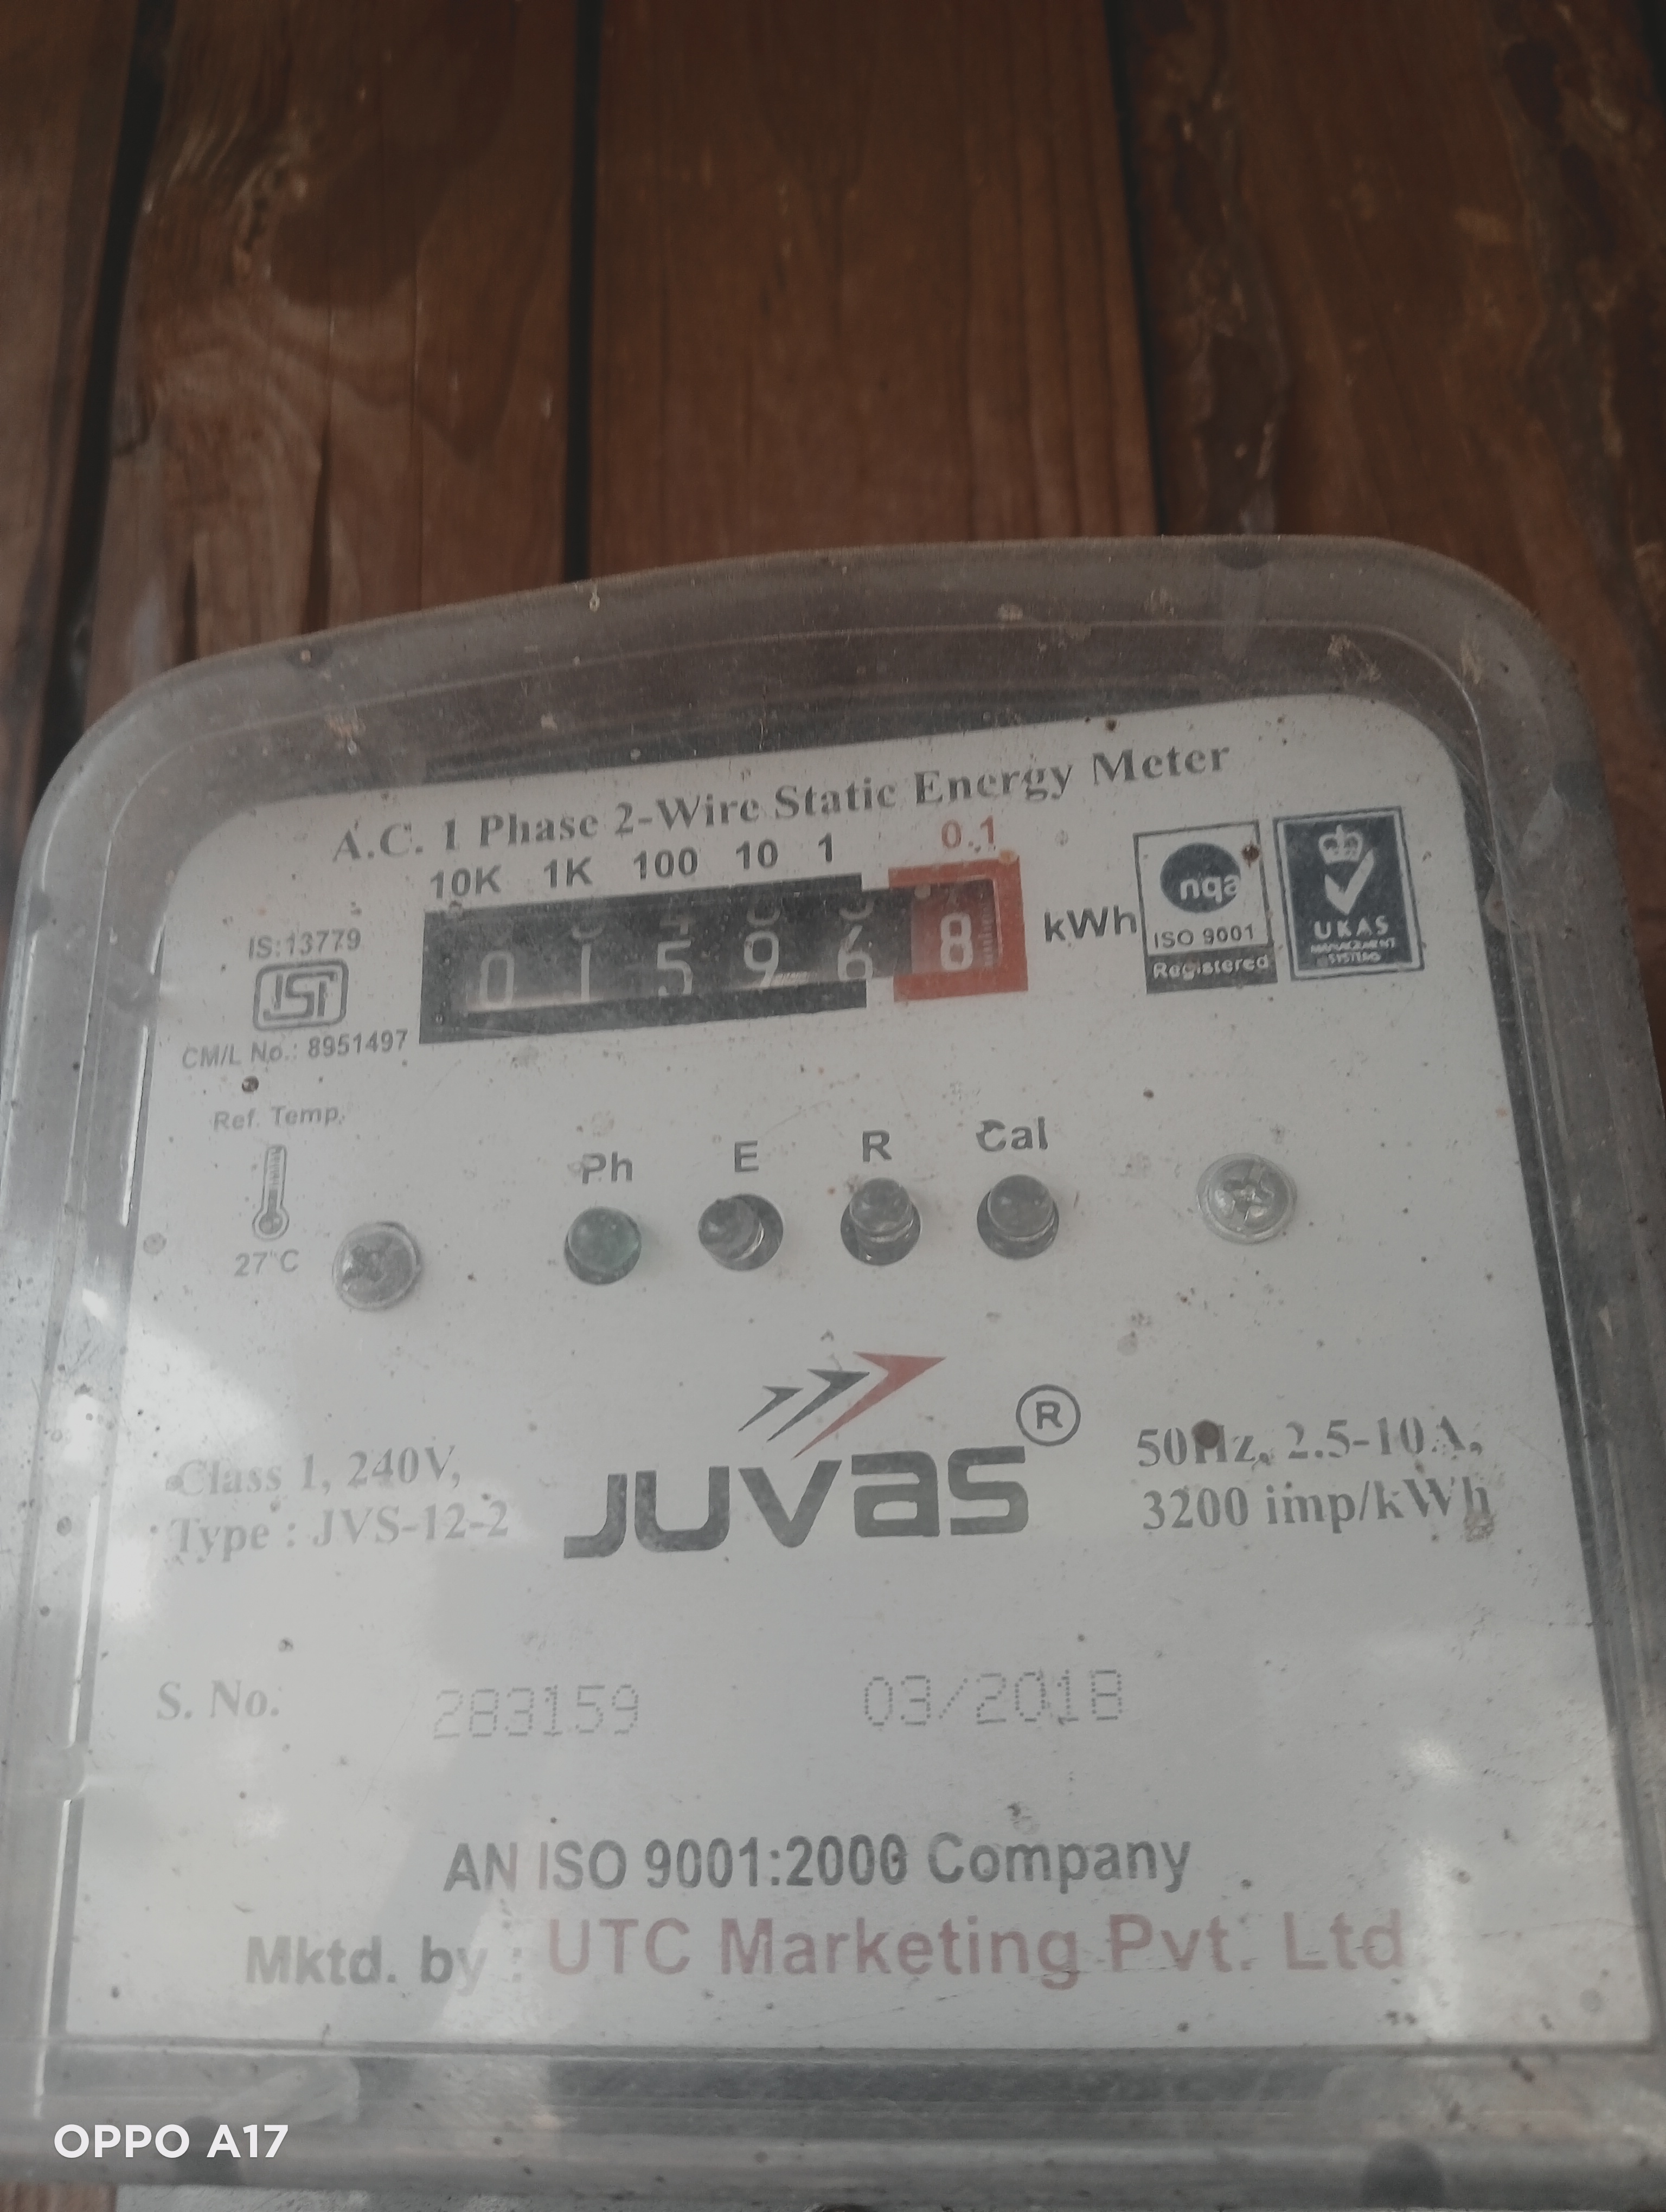 A.C. 1 Phase 2-Wire Static Energy Meter
10K 1K 100 10 1 0.1
0 1 5 9 6 8 kWh
IS:13779
ISI
CM/L No.: 8951497
nqa
ISO 9001
Registered
UKAS
MANAGEMENT
SYSTEMS
Ref. Temp.
27°C
Ph E R Cal
JUVAS ®
Class 1, 240V,
Type : JVS-12-2
50Hz, 2.5-10A,
3200 imp/kWh
S. No. 283159 03/2018
AN ISO 9001:2000 Company
Mktd. by : UTC Marketing Pvt. Ltd
OPPO A17